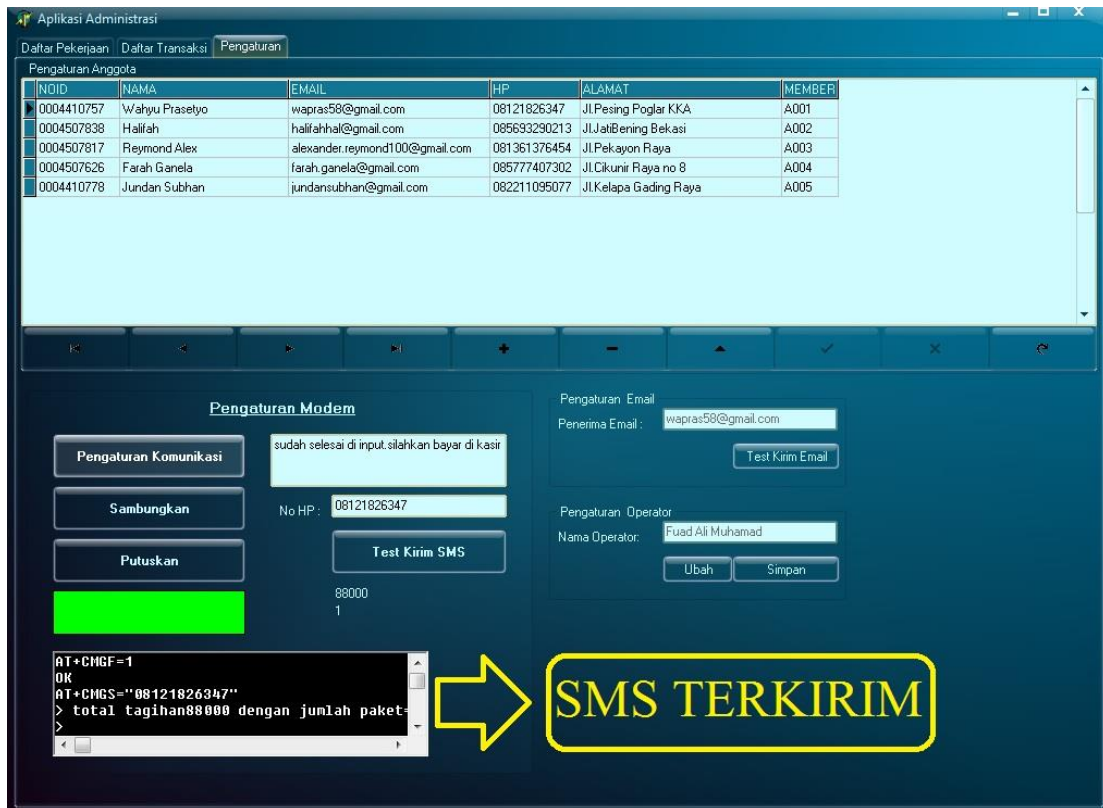 Aplikasi Administrasi
Daftar Pekerjaan Daftar Transaksi Pengaturan
Pengaturan Anggota
NOID NAMA EMAIL HP ALAMAT MEMBER
0004410757 Wahyu Prasetyo wapras58@gmail.com 08121826347 Jl.Pesing Poglar KKA A001
0004507838 Halifah halifahhal@gmail.com 085693290213 Jl.JatiBening Bekasi A002
0004507817 Reymond Alex alexander.reymond100@gmail.com 081361376454 Jl.Pekayon Raya A003
0004507626 Farah Ganela farah.ganela@gmail.com 085777407302 Jl.Cikunir Raya no 8 A004
0004410778 Jundan Subhan jundansubhan@gmail.com 082211095077 Jl.Kelapa Gading Raya A005
Pengaturan Modem
Pengaturan Komunikasi
Sambungkan
Putuskan
sudah selesai di input.silahkan bayar di kasir
No HP : 08121826347
Test Kirim SMS
88000
1
Pengaturan Email
Penerima Email : wapras58@gmail.com
Test Kirim Email
Pengaturan Operator
Nama Operator: Fuad Ali Muhamad
Ubah Simpan
AT+CMGF=1
OK
AT+CMGS="08121826347"
> total tagihan88000 dengan jumlah paket=
>
SMS TERKIRIM